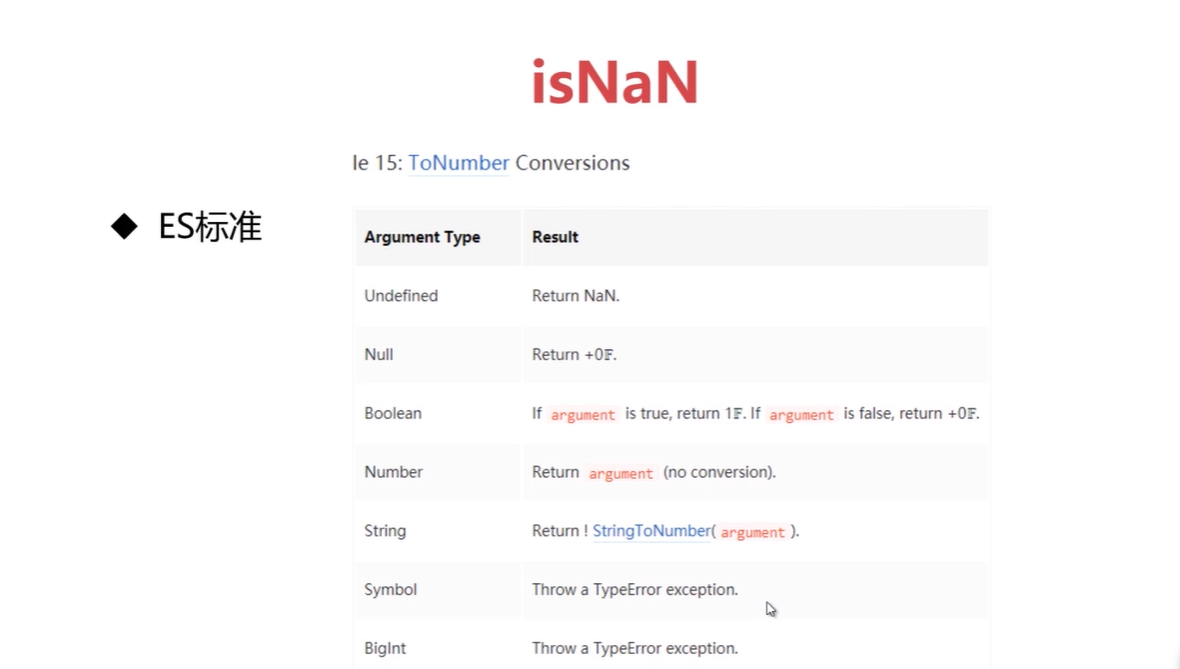 isNaN
le 15: ToNumber Conversions
◆ ES标准
Argument Type Result
Undefined Return NaN.
Null Return +0𝔽.
Boolean If argument is true, return 1𝔽. If argument is false, return +0𝔽.
Number Return argument (no conversion).
String Return ! StringToNumber( argument ).
Symbol Throw a TypeError exception.
BigInt Throw a TypeError exception.